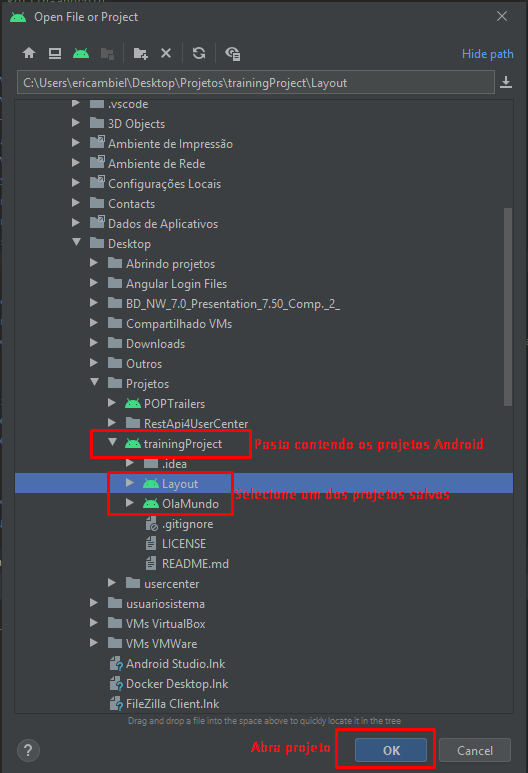 Open File or Project
Hide path
C:\Users\ericambiel\Desktop\Projetos\trainingProject\Layout
.vscode
3D Objects
Ambiente de Impressão
Ambiente de Rede
Configurações Locais
Contacts
Dados de Aplicativos
Desktop
Abrindo projetos
Angular Login Files
BD_NW_7.0_Presentation_7.50_Comp._2_
Compartilhado VMs
Downloads
Outros
Projetos
POPTrailers
RestApi4UserCenter
trainingProject Pasta contendo os projetos Android
.idea
Layout
Selecione um dos projetos salvos
OlaMundo
.gitignore
LICENSE
README.md
usercenter
usuariosistema
VMs VirtualBox
VMs VMWare
Android Studio.lnk
Docker Desktop.lnk
FileZilla Client.lnk
Drag and drop a file into the space above to quickly locate it in the tree
? Abra projeto OK Cancel